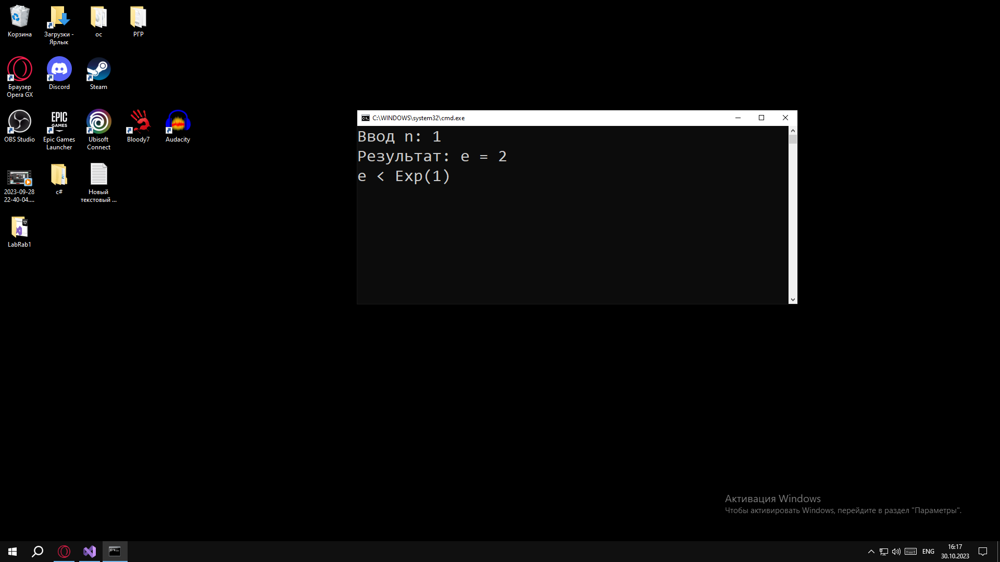 Корзина
Загрузки -
Ярлык
ос
РГР
Браузер
Opera GX
Discord
Steam
OBS Studio
EPIC
GAMES
Epic Games
Launcher
Ubisoft
Connect
Bloody7
Audacity
2023-09-28
22-40-04....
c#
Новый
текстовый ...
17
LabRab1
C:\WINDOWS\system32\cmd.exe
Ввод n: 1
Результат: e = 2
e < Exp(1)
Активация Windows
Чтобы активировать Windows, перейдите в раздел "Параметры".
ENG
16:17
30.10.2023